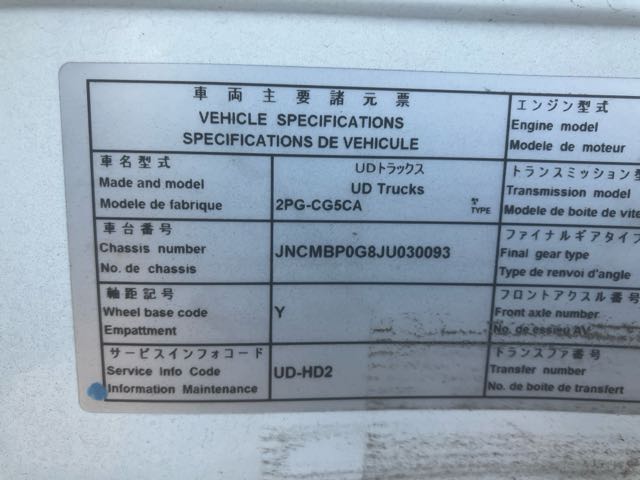 車両主要諸元票
VEHICLE SPECIFICATIONS
SPECIFICATIONS DE VEHICULE
車名型式
Made and model
Modele de fabrique
UDトラックス
UD Trucks
2PG-CG5CA
型
TYPE
車台番号
Chassis number
No. de chassis
JNCMBP0G8JU030093
軸距記号
Wheel base code
Empattment
Y
サービスインフォコード
Service Info Code
Information Maintenance
UD-HD2
エンジン型式
Engine model
Modele de moteur
トランスミッション型
Transmission model
Modele de boite de vite
ファイナルギアタイプ
Final gear type
Type de renvoi d'angle
フロントアクスル番号
Front axle number
No. de essieu AV
トランスファ番号
Transfer number
No. de boite de transfert